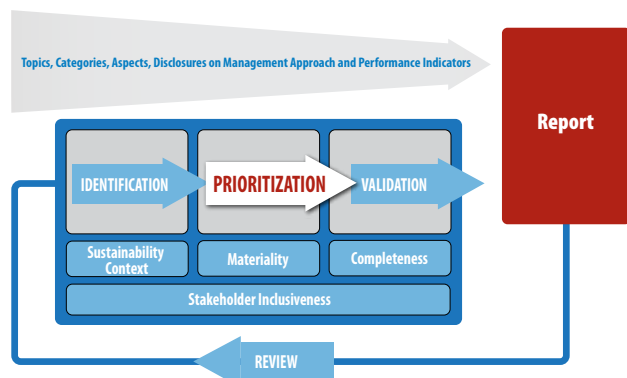 Topics, Categories, Aspects, Disclosures on Management Approach and Performance Indicators
Report
IDENTIFICATION
PRIORITIZATION
VALIDATION
Sustainability
Context
Materiality
Completeness
Stakeholder Inclusiveness
REVIEW